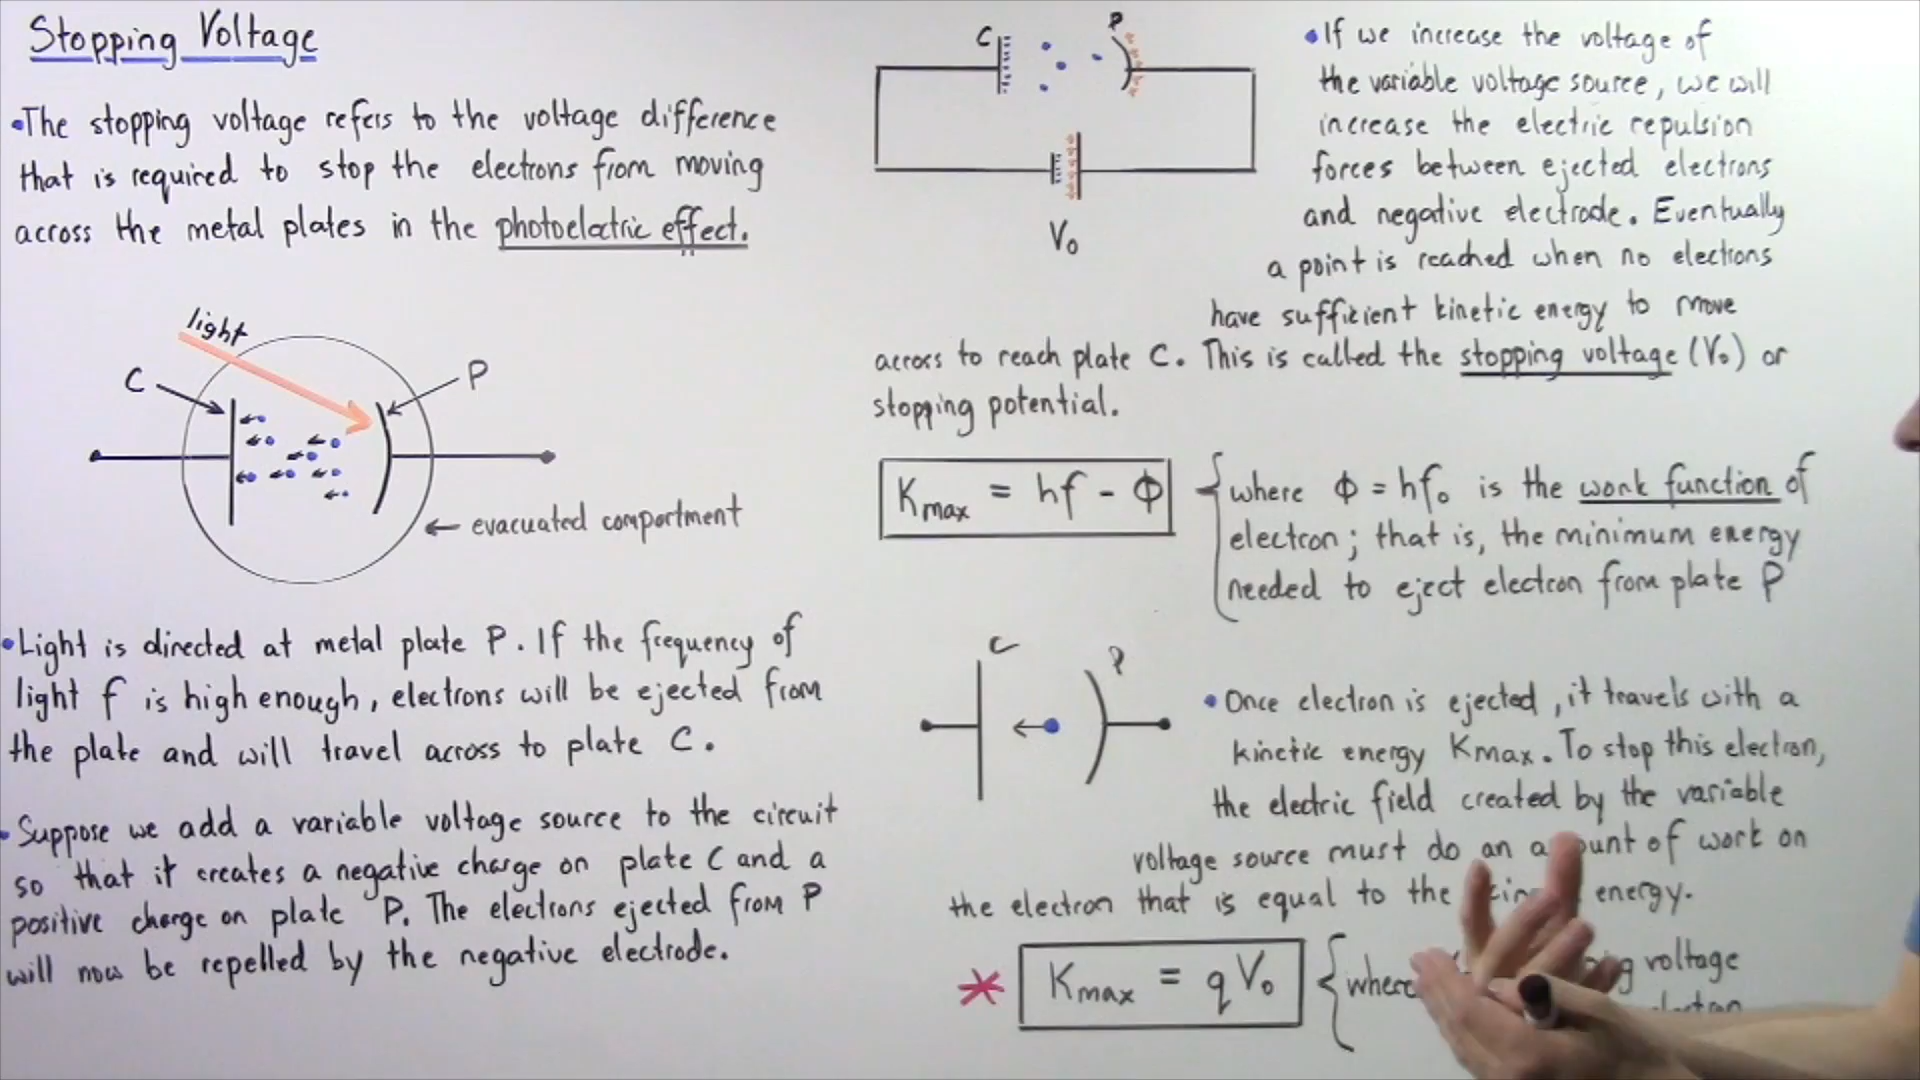 Stopping Voltage
•The stopping voltage refers to the voltage difference
that is required to stop the electrons from moving
across the metal plates in the photoelectric effect.
light
C
P
← evacuated compartment
•Light is directed at metal plate P. If the frequency of
light f is high enough, electrons will be ejected from
the plate and will travel across to plate C.
•Suppose we add a variable voltage source to the circuit
so that it creates a negative charge on plate C and a
positive charge on plate P. The electrons ejected from P
will now be repelled by the negative electrode.
C
P
V₀
•If we increase the voltage of
the variable voltage source, we will
increase the electric repulsion
forces between ejected electrons
and negative electrode. Eventually
a point is reached when no electrons
have sufficient kinetic energy to move
across to reach plate C. This is called the stopping voltage (V₀) or
stopping potential.
Kmax = hf - Φ
where Φ = hf₀ is the work function of
electron; that is, the minimum energy
needed to eject electron from plate P
C
P
•Once electron is ejected, it travels with a
kinetic energy Kmax. To stop this electron,
the electric field created by the variable
voltage source must do an work on
the electron that is equal to the energy.
* Kmax = qV₀
{where voltage